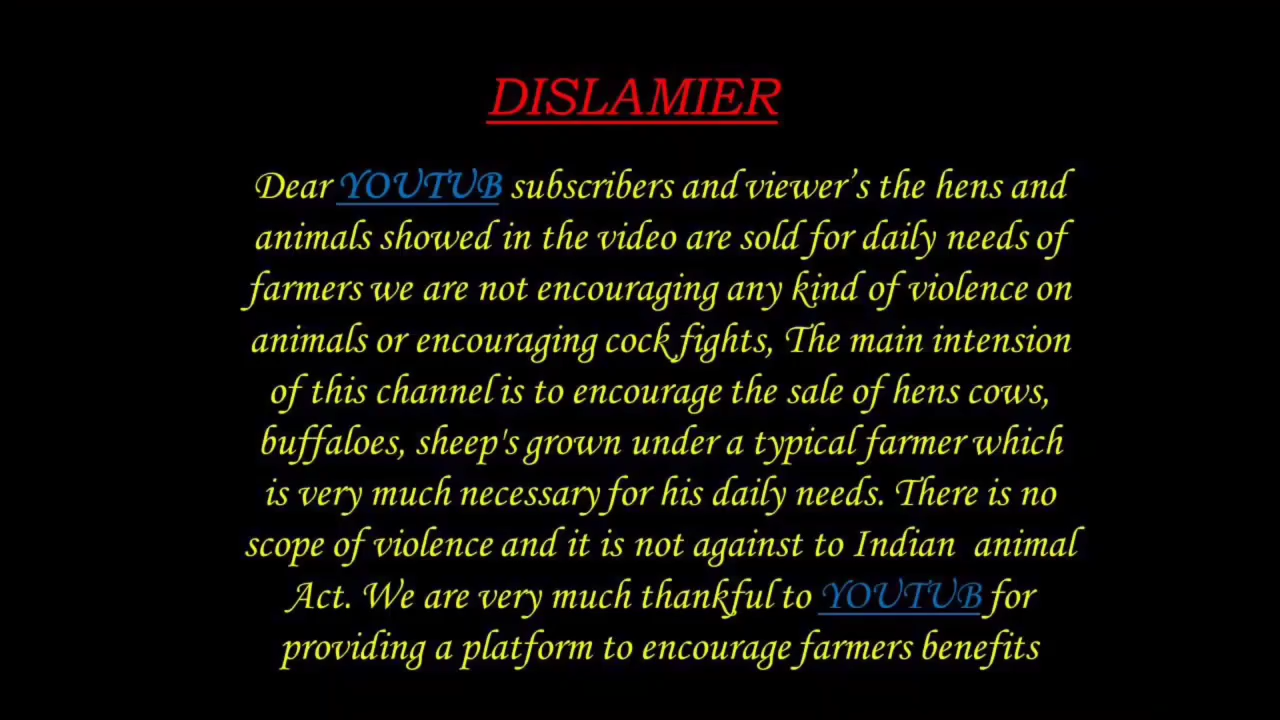 DISLAMIER
Dear YOUTUB subscribers and viewer's the hens and
animals showed in the video are sold for daily needs of
farmers we are not encouraging any kind of violence on
animals or encouraging cock fights, The main intension
of this channel is to encourage the sale of hens cows,
buffaloes, sheep's grown under a typical farmer which
is very much necessary for his daily needs. There is no
scope of violence and it is not against to Indian  animal
Act. We are very much thankful to YOUTUB for
providing a platform to encourage farmers benefits